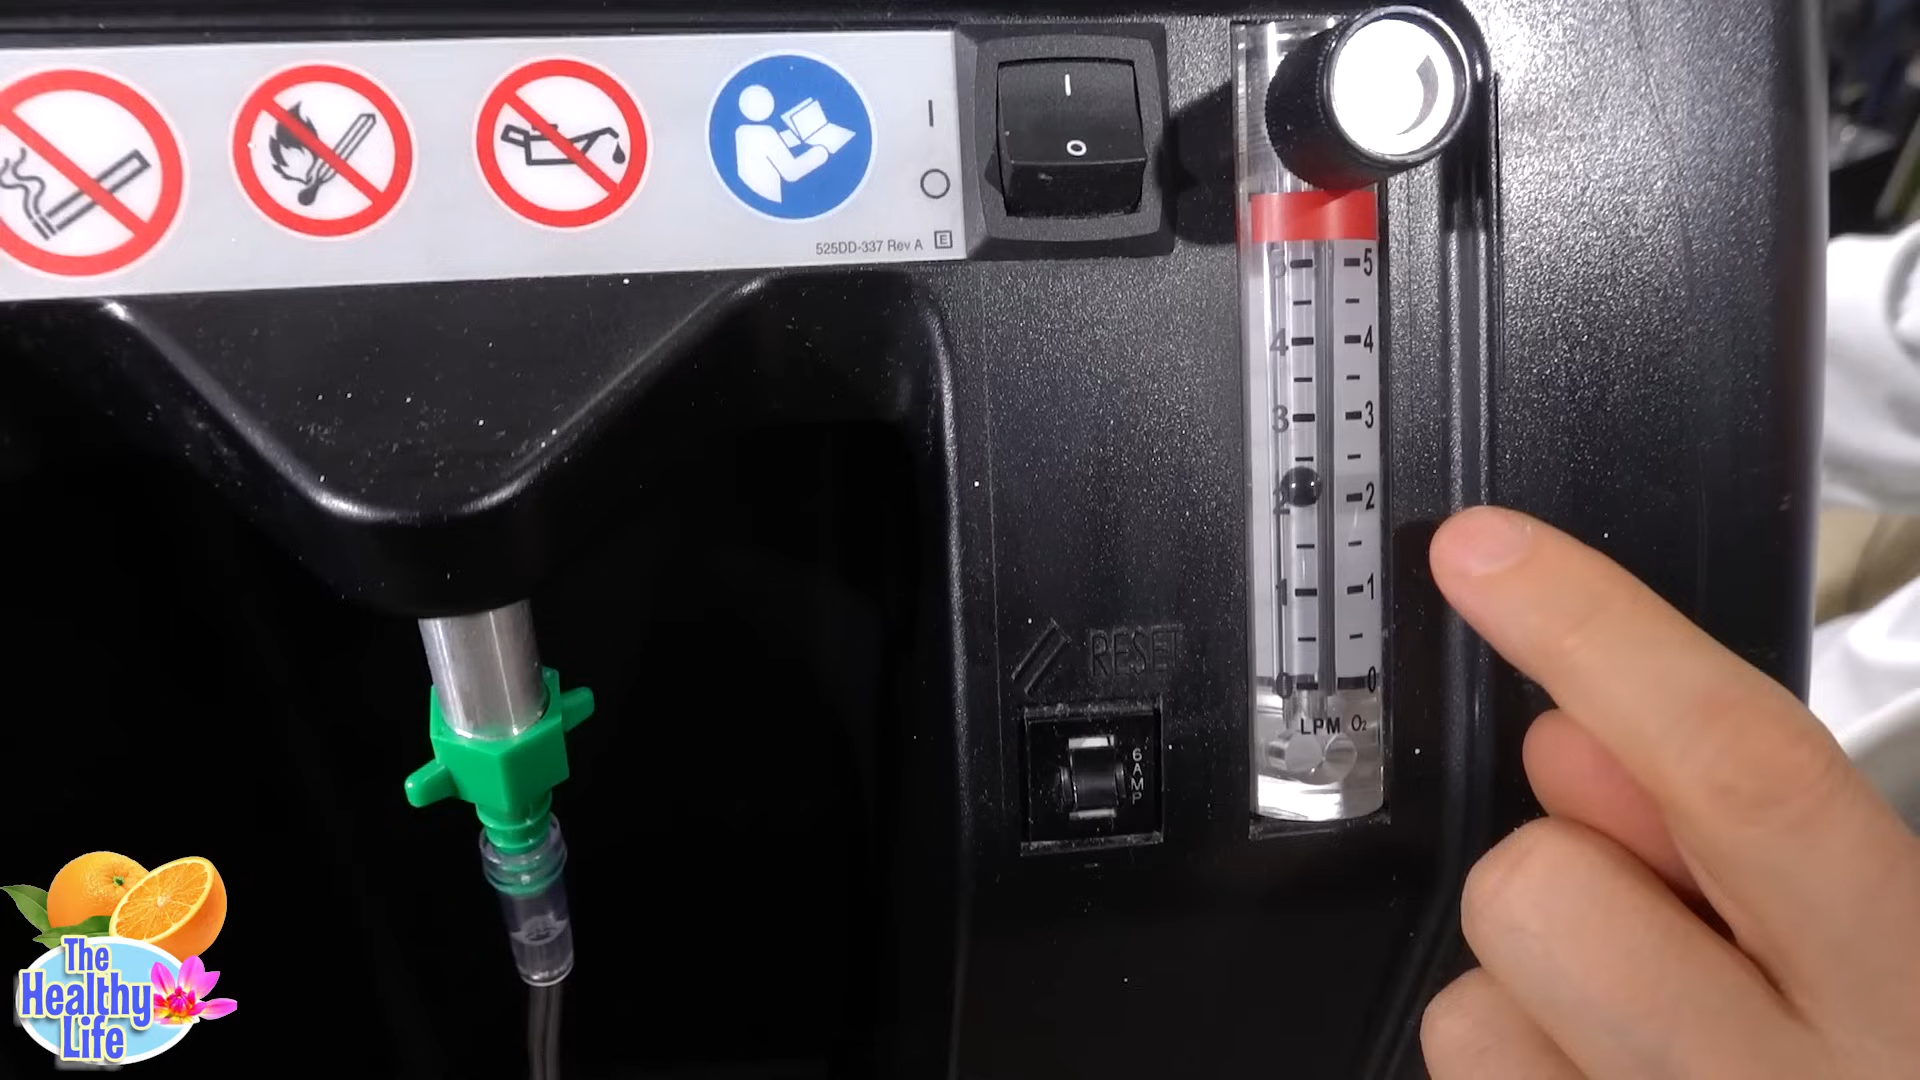 525DD-337 Rev A E
I
O
I
O
5 5
4 4
3 3
2 2
1 1
0 0
LPM O₂
RESET
6 AMP
The
Healthy
Life